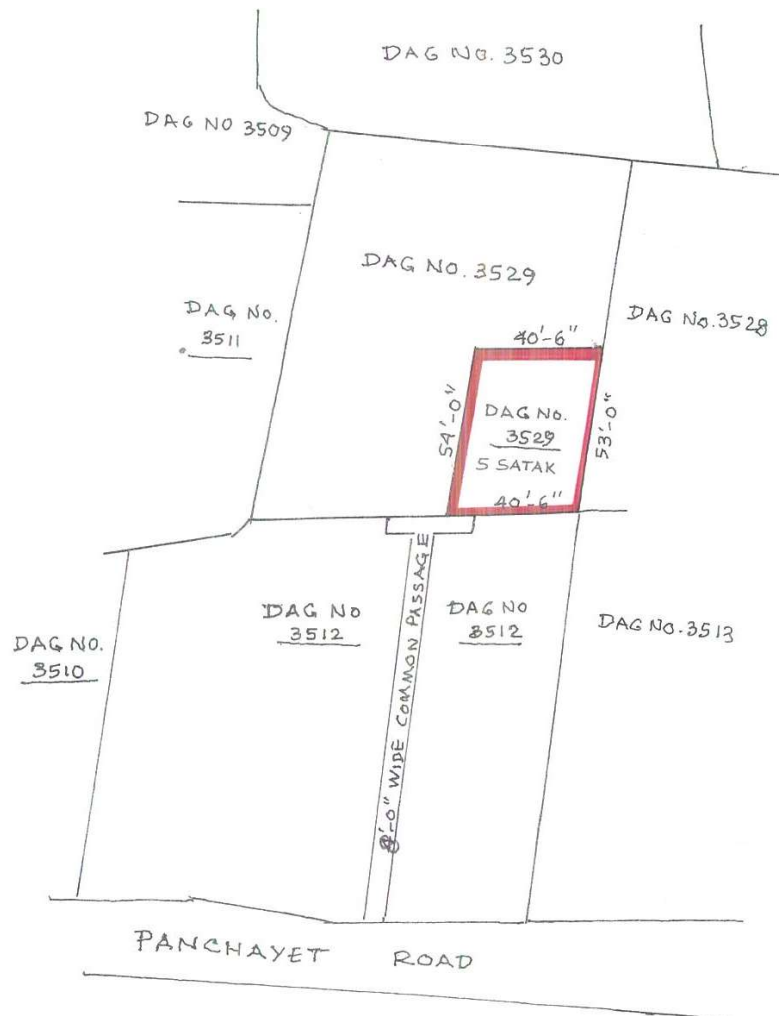 DAG NO. 3530
DAG NO 3509
DAG NO. 3529
DAG NO.
3511
DAG NO. 3528
40'-6"
54'-0"
DAG NO.
3529
5 SATAK
53'-0"
40'-6"
DAG NO
3512
8'-0" WIDE COMMON PASSAGE
DAG NO
3512
DAG NO. 3513
DAG NO.
3510
PANCHAYET ROAD